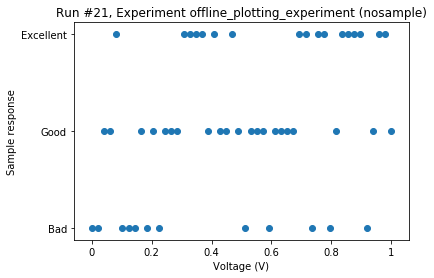 Run #21, Experiment offline_plotting_experiment (nosample)
Excellent
Good
Bad
Sample response
0
0.2
0.4
0.6
0.8
1
Voltage (V)